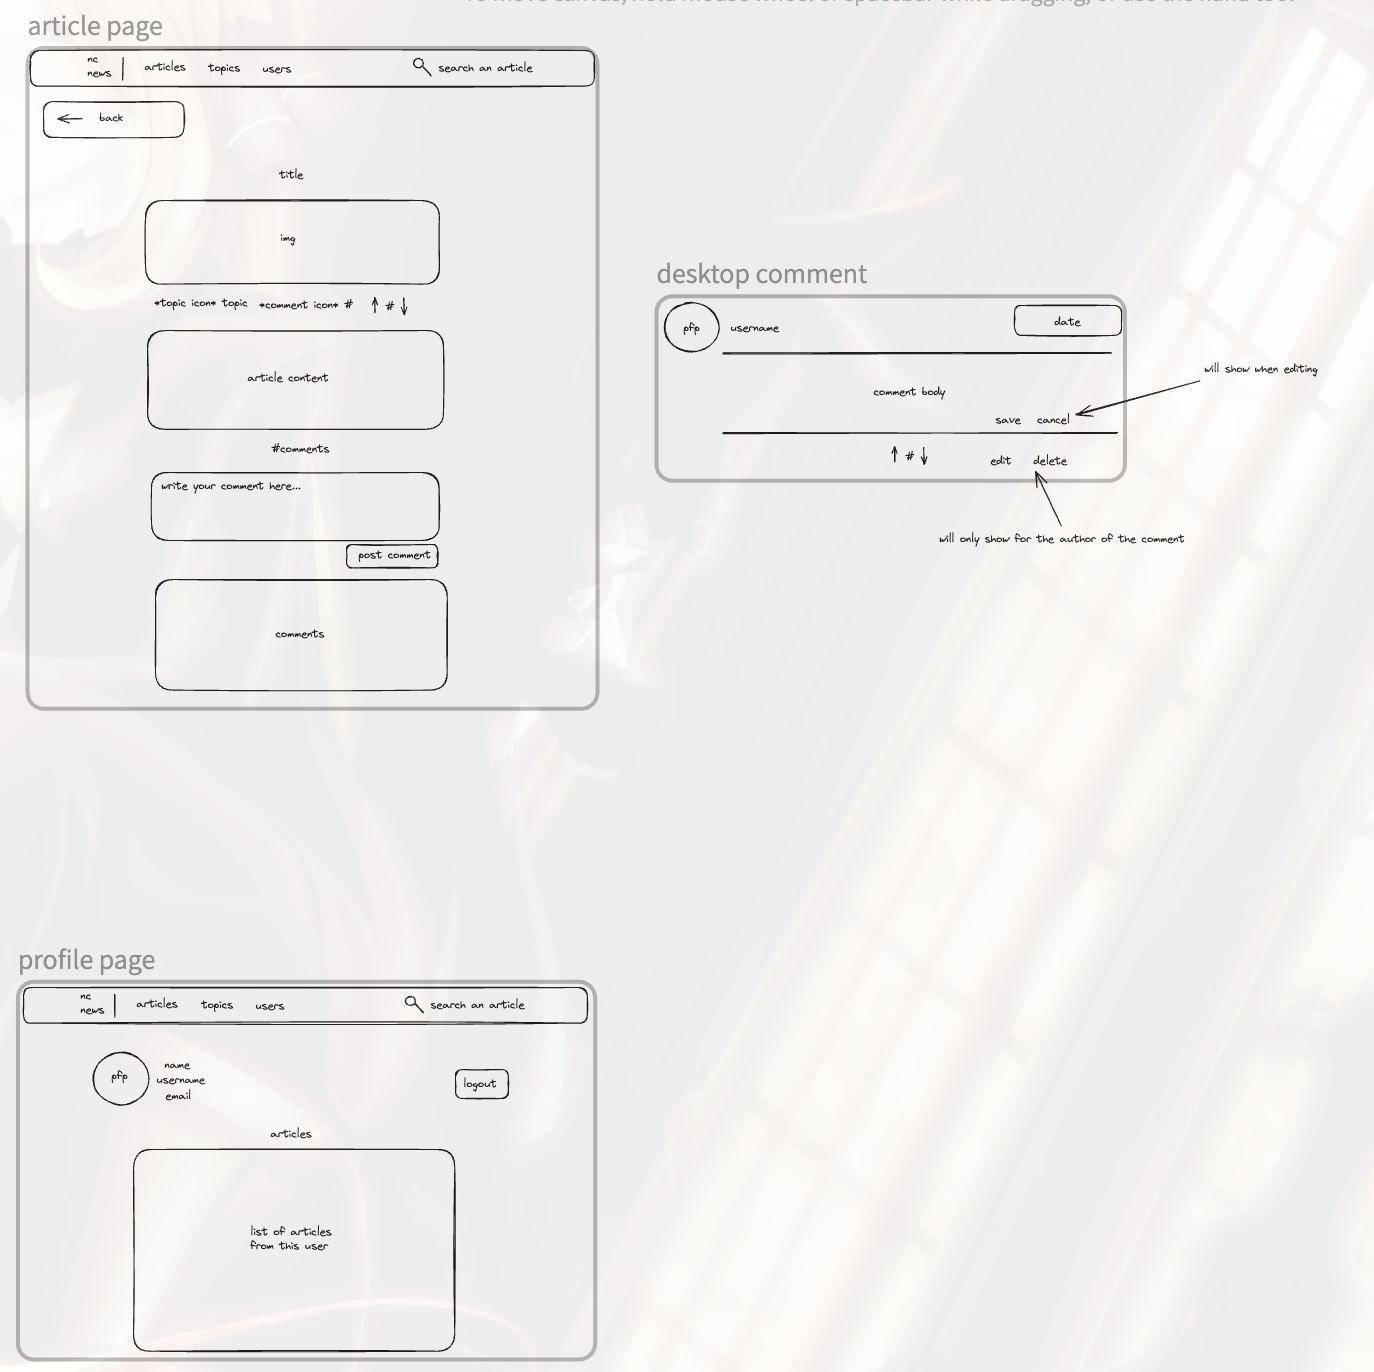 To move canvas, hold mouse wheel or spacebar while dragging, or use the hand tool
article page
nc
news
articles topics users
search an article
back
title
img
*topic icon* topic *comment icon* # ↑ # ↓
article content
#comments
write your comment here...
post comment
comments
desktop comment
pfp username
date
comment body
save cancel
↑ # ↓
edit delete
will show when editing
will only show for the author of the comment
profile page
nc
news
articles topics users
search an article
pfp
name
username
email
logout
articles
list of articles
from this user